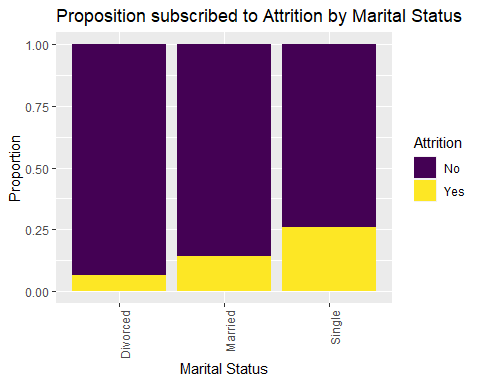 Proposition subscribed to Attrition by Marital Status
1.00
0.75
0.50
0.25
0.00
Proportion
Divorced
Married
Single
Marital Status
Attrition
No
Yes